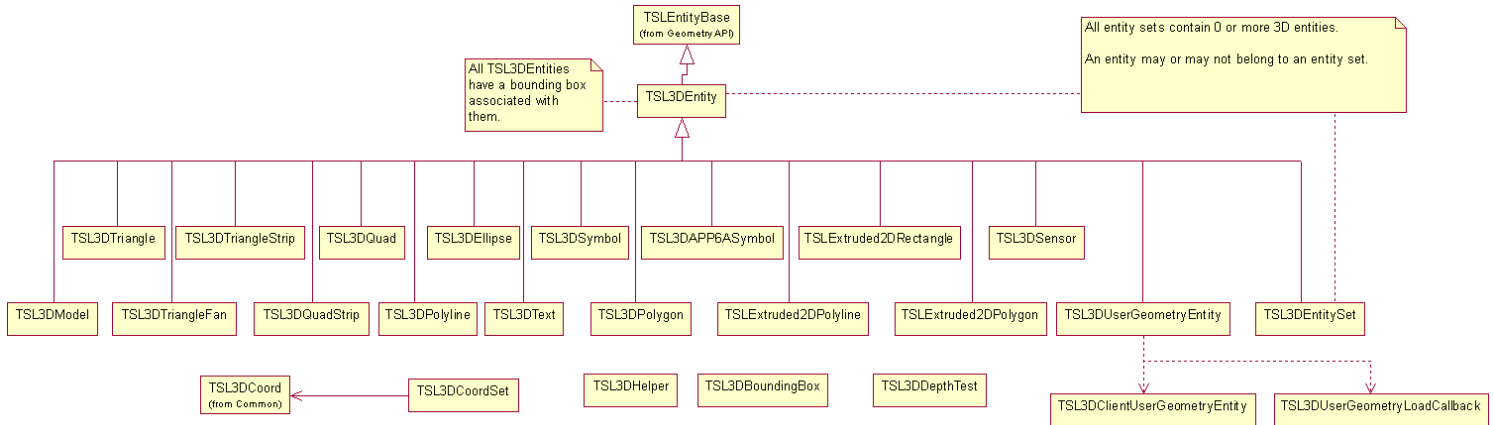 TSLEntityBase
(from Geometry API)
All entity sets contain 0 or more 3D entities.
An entity may or may not belong to an entity set.
All TSL3DEntities
have a bounding box
associated with
them.
TSL3DEntity
TSL3DTriangle
TSL3DTriangleStrip
TSL3DQuad
TSL3DEllipse
TSL3DSymbol
TSL3DAPP6ASymbol
TSLExtruded2DRectangle
TSL3DSensor
TSL3DModel
TSL3DTriangleFan
TSL3DQuadStrip
TSL3DPolyline
TSL3DText
TSL3DPolygon
TSLExtruded2DPolyline
TSLExtruded2DPolygon
TSL3DUserGeometryEntity
TSL3DEntitySet
TSL3DCoord
(from Common)
TSL3DCoordSet
TSL3DHelper
TSL3DBoundingBox
TSL3DDepthTest
TSL3DClientUserGeometryEntity
TSL3DUserGeometryLoadCallback